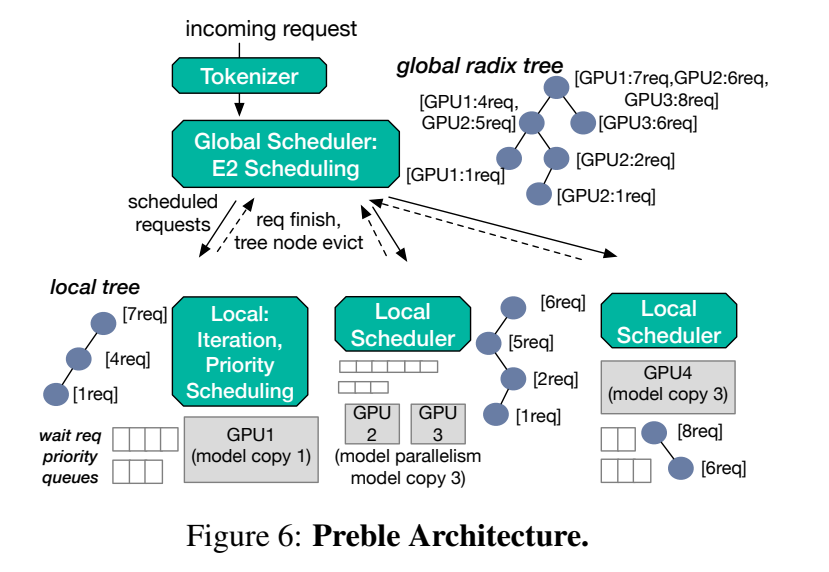 incoming request
Tokenizer
global radix tree
[GPU1:7req,GPU2:6req,
GPU3:8req]
[GPU1:4req,
GPU2:5req]
[GPU3:6req]
Global Scheduler:
E2 Scheduling
[GPU1:1req]
[GPU2:2req]
[GPU2:1req]
scheduled
requests
req finish,
tree node evict
local tree
[7req]
[4req]
[1req]
Local:
Iteration,
Priority
Scheduling
wait req
priority
queues
GPU1
(model copy 1)
Local
Scheduler
GPU
2
GPU
3
(model parallelism
model copy 3)
[6req]
[5req]
[2req]
[1req]
Local
Scheduler
GPU4
(model copy 3)
[8req]
[6req]
Figure 6: Preble Architecture.